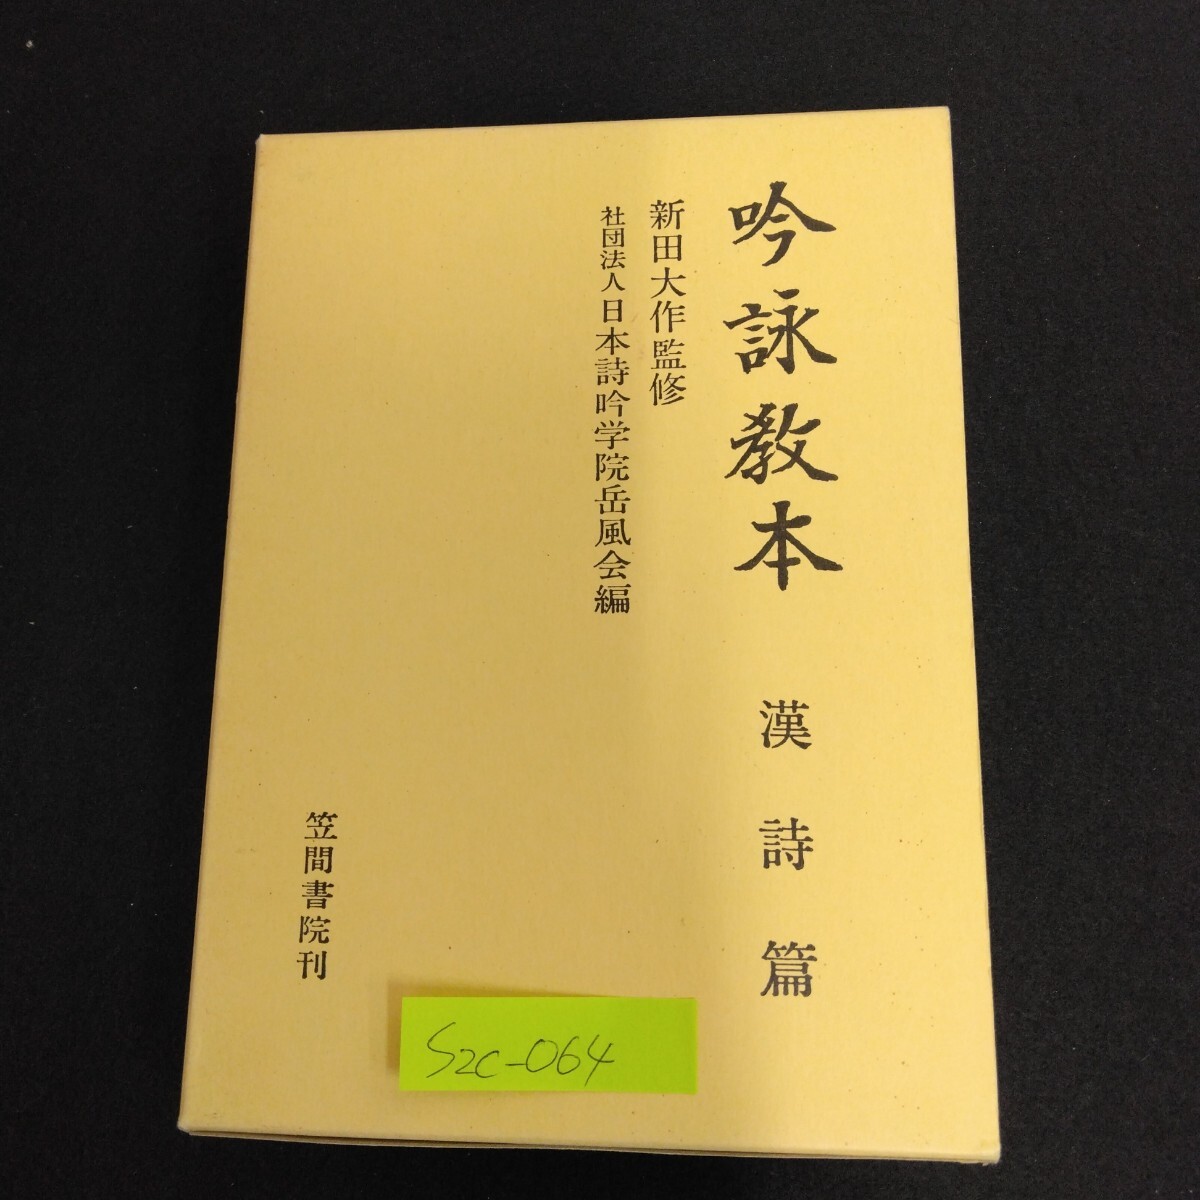 吟詠教本 漢詩篇
新田大作監修
社団法人日本詩吟学院岳風会編
笠間書院刊
S2C-064